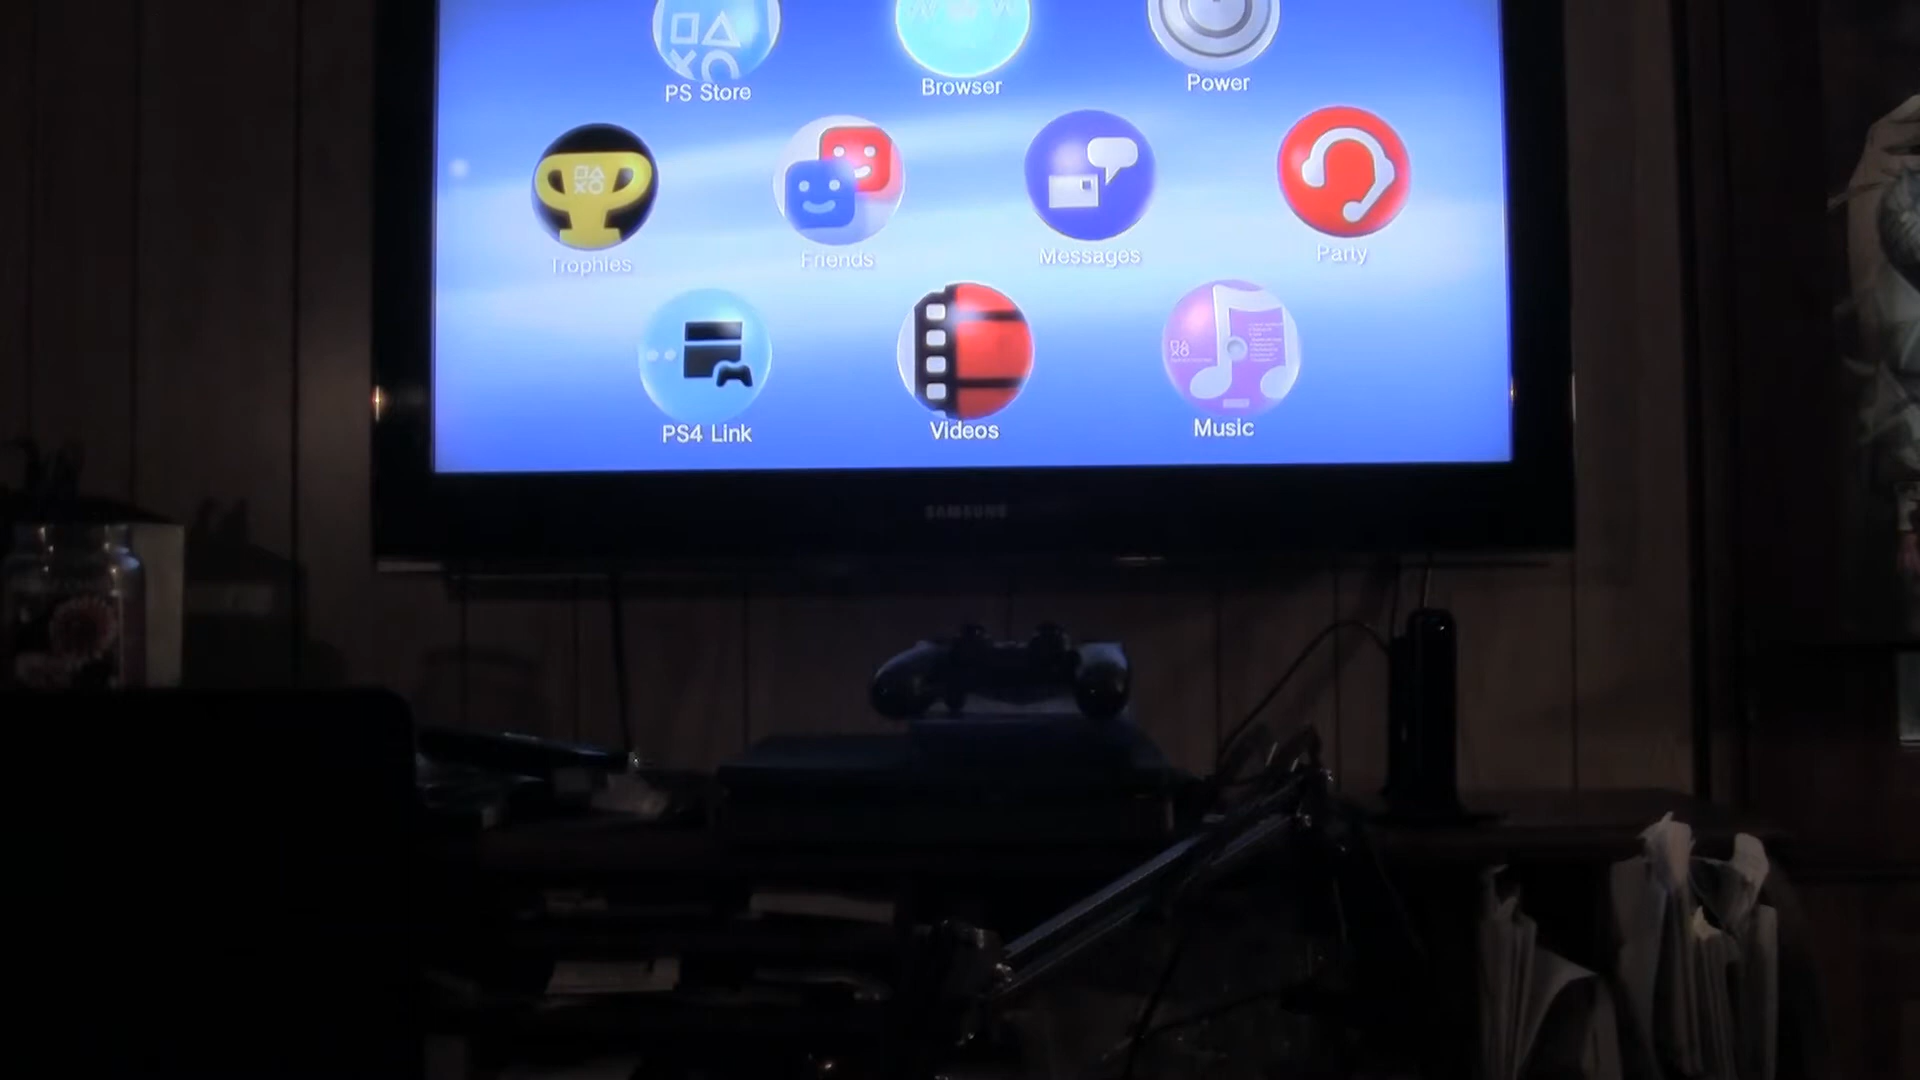 PS Store
Browser
Power
Trophies
Friends
Messages
Party
PS4 Link
Videos
Music
SAMSUNG